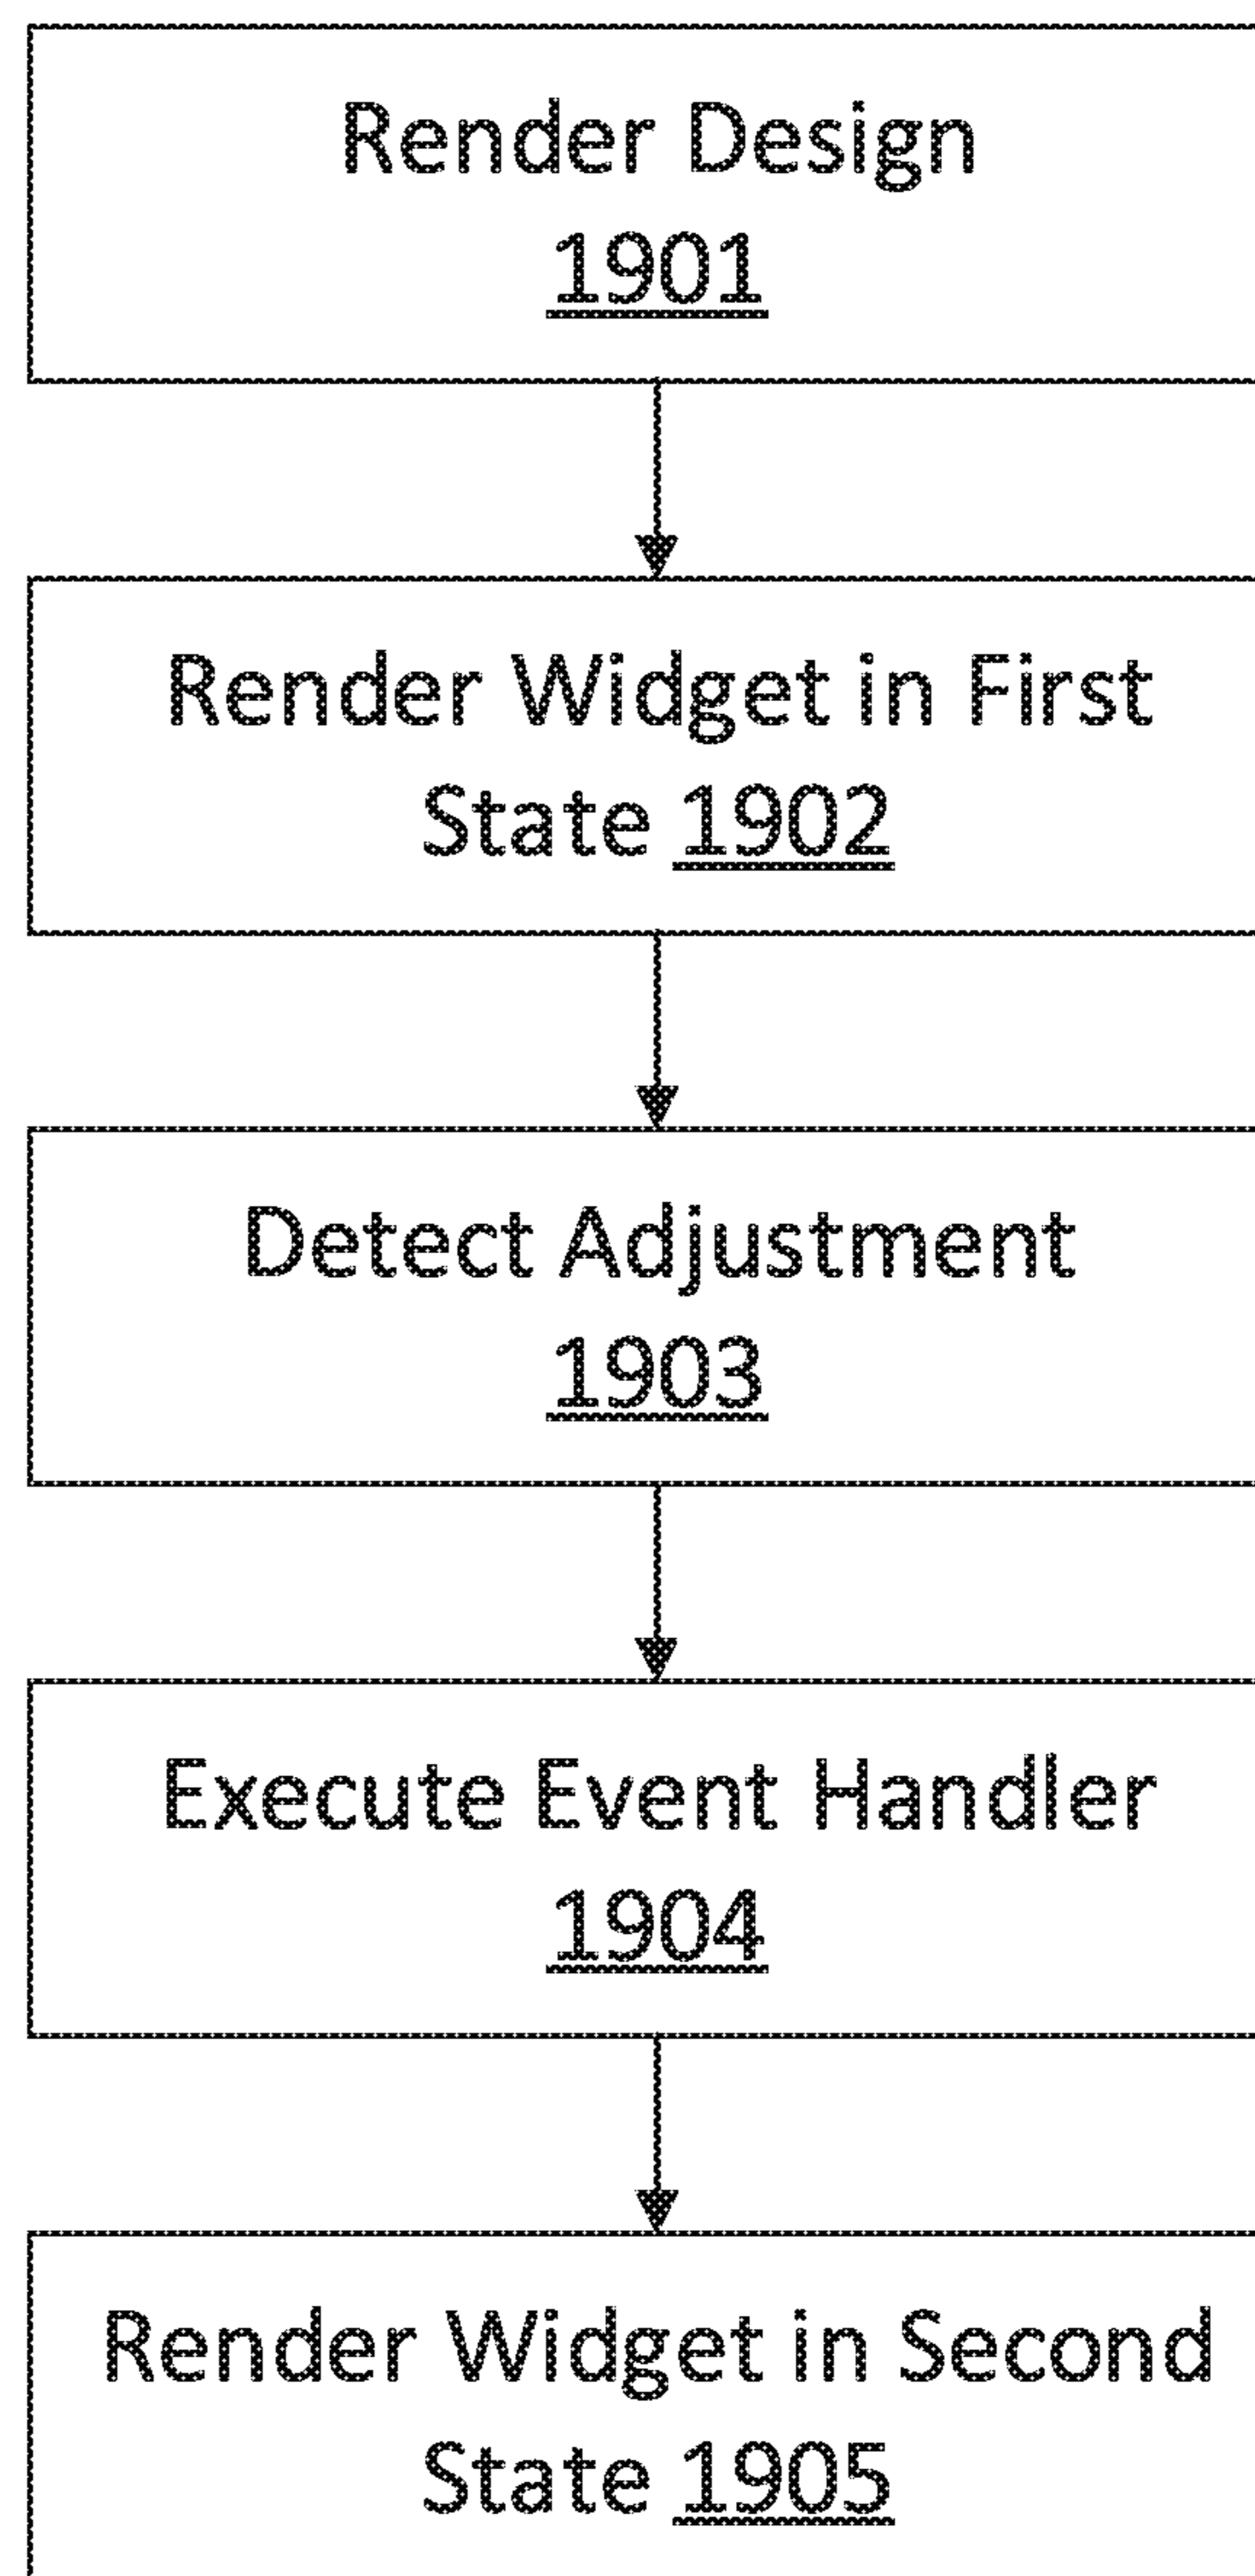 Render Design
1901
Render Widget in First
State 1902
Detect Adjustment
1903
Execute Event Handler
1904
Render Widget in Second
State 1905